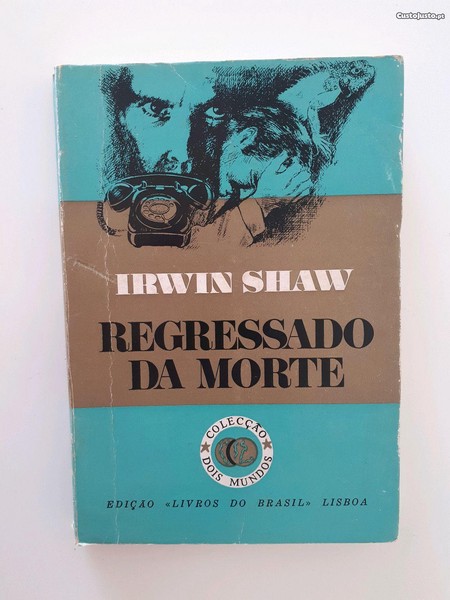 CustoJusto.pt
IRWIN SHAW
REGRESSADO
DA MORTE
COLECÇÃO
DOIS MUNDOS
EDIÇÃO «LIVROS DO BRASIL» LISBOA